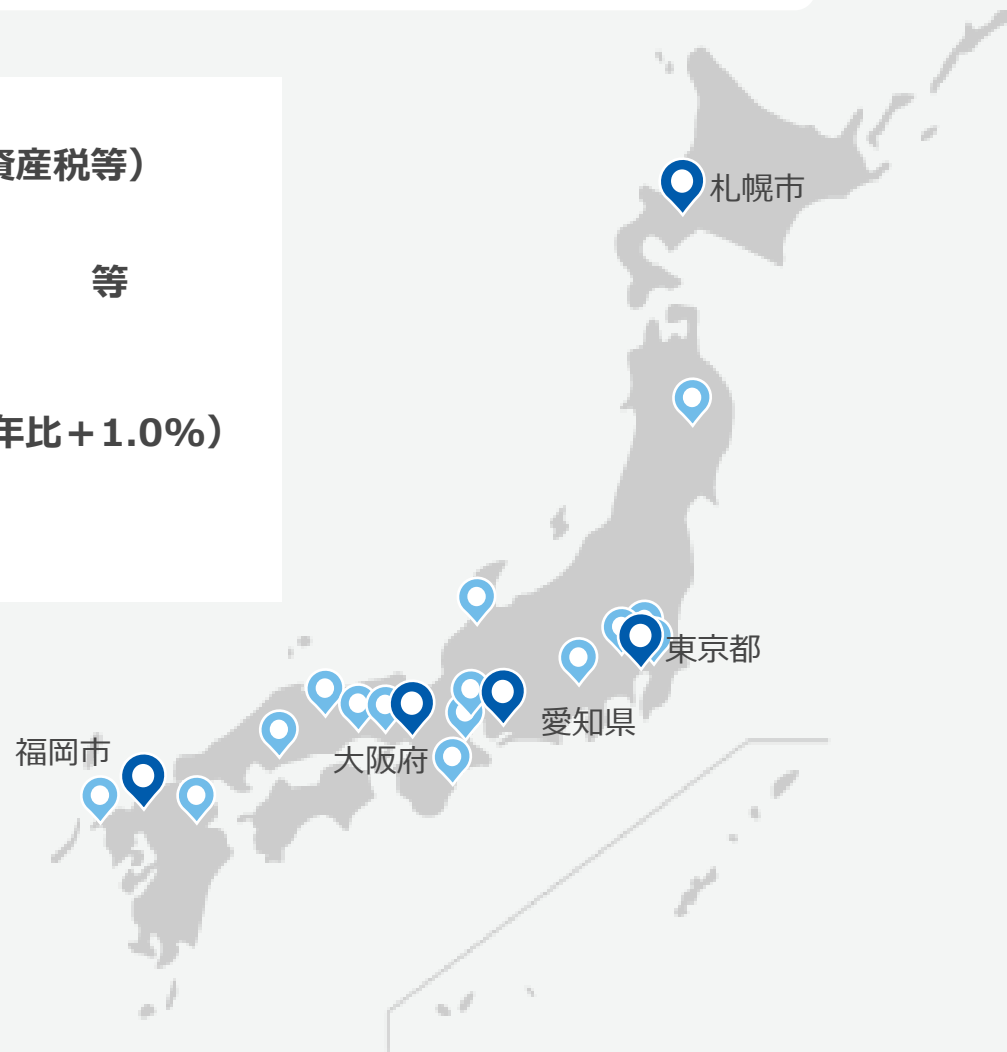 資産税等）
等
年比＋1.0%）
札幌市
東京都
愛知県
大阪府
福岡市